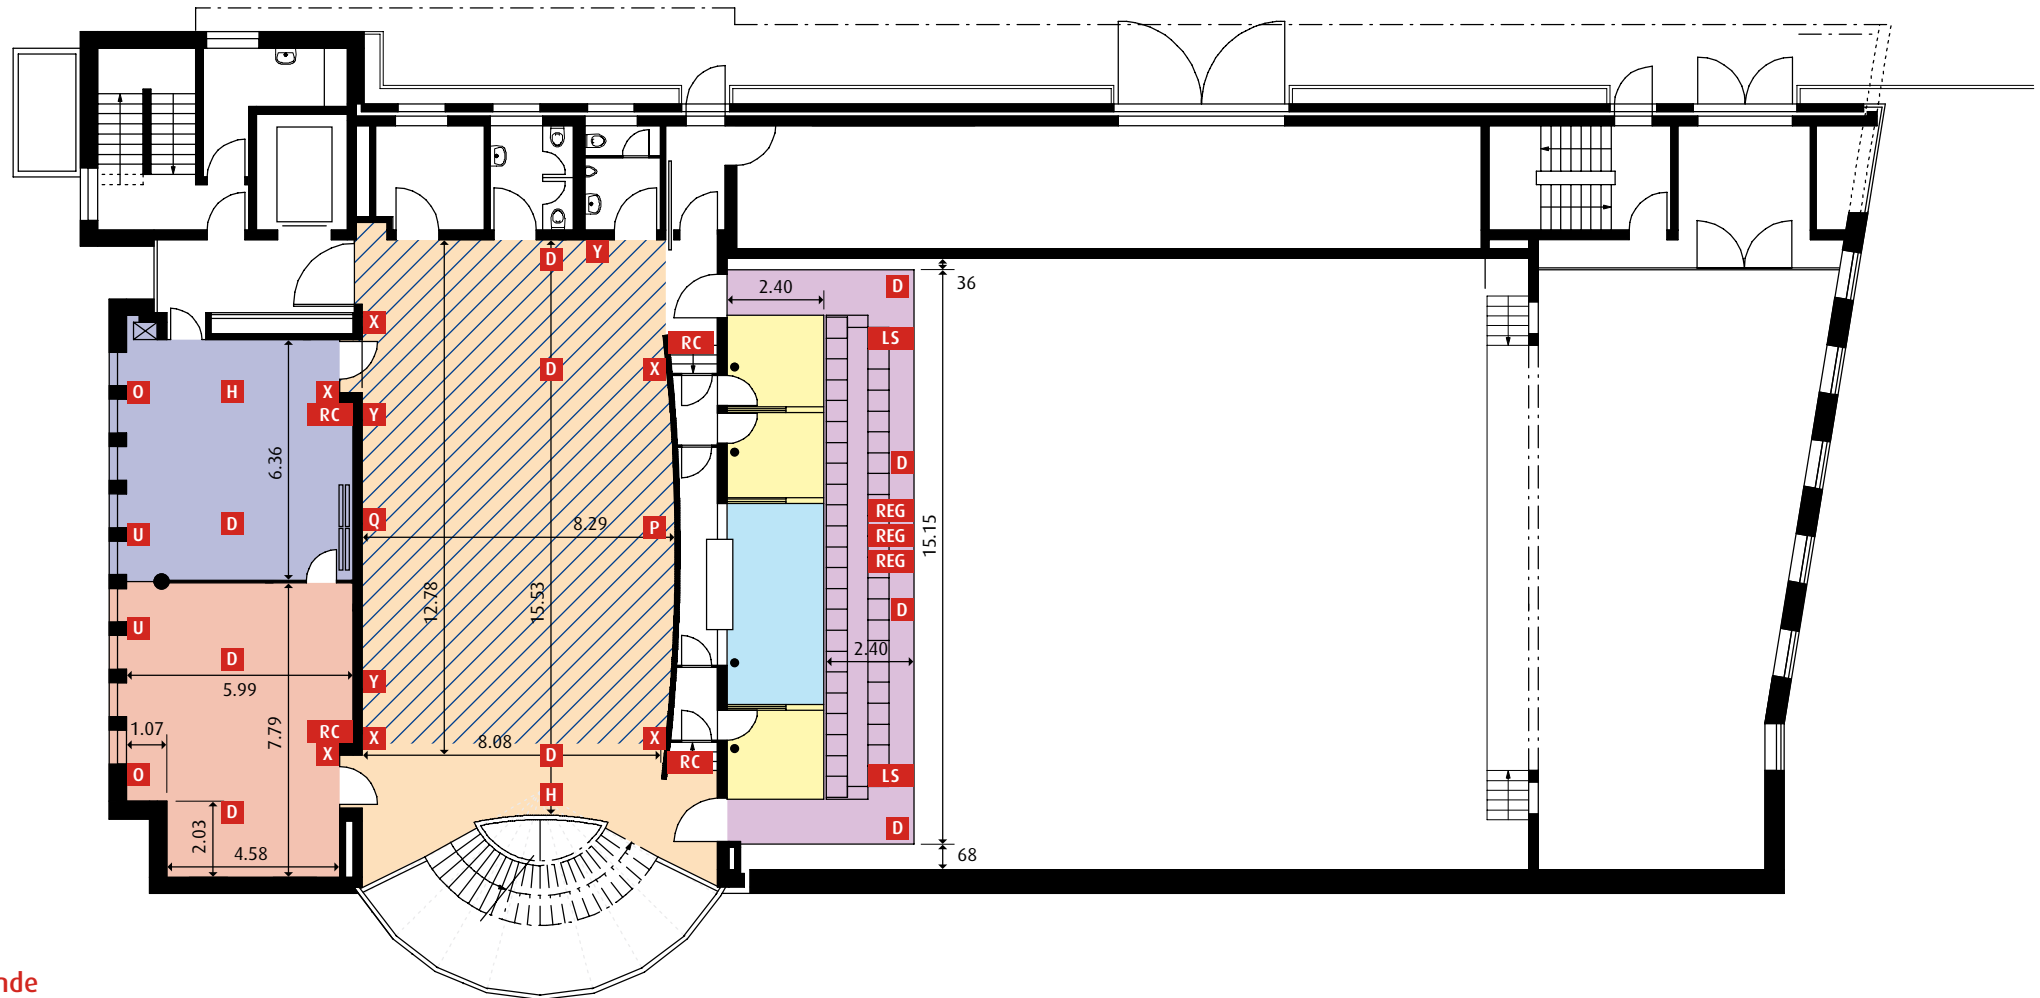 D
Y
D
36
2.40
X
RC
LS
D
X
O
H
X
RC
Y
6.36
D
Q
8.29
P
REG
REG
REG
15.15
U
D
12.78
15.53
D
U
D
2.40
5.99
Y
1.07
7.79
RC
X
X
8.08
D
X
RC
O
H
LS
D
2.03
4.58
D
68
nde